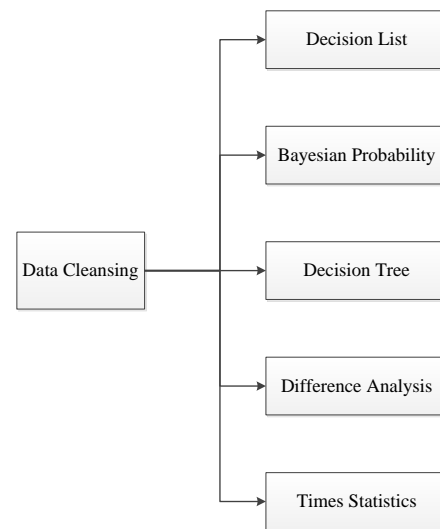 Decision List
Bayesian Probability
Data Cleansing
Decision Tree
Difference Analysis
Times Statistics